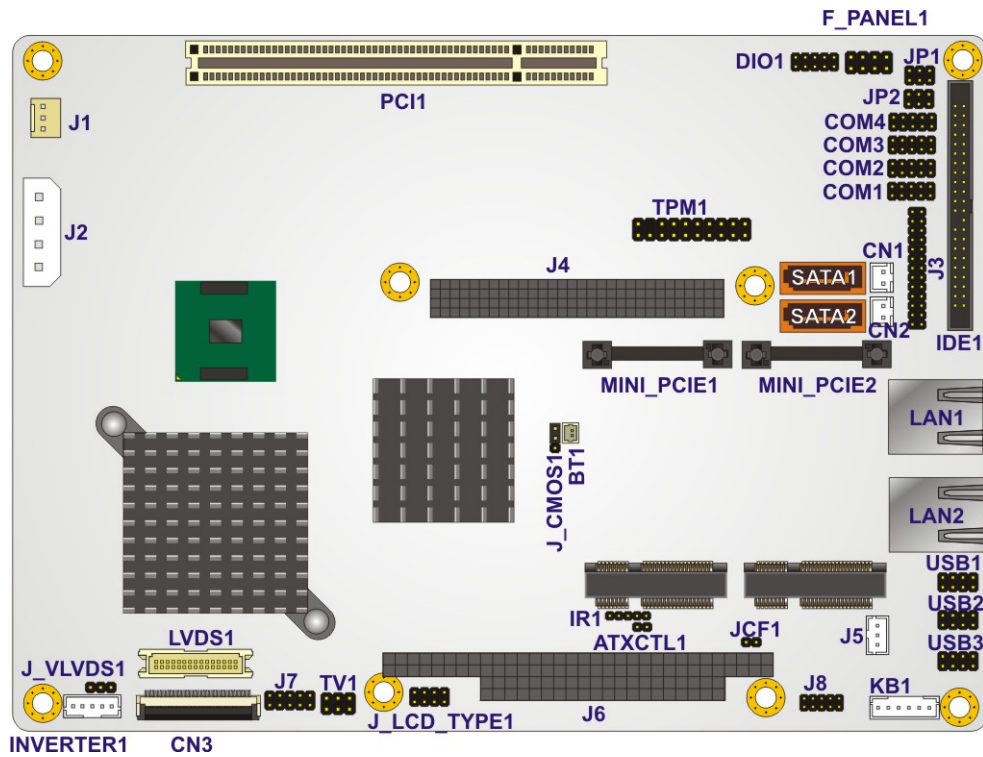 F_PANEL1
DIO1
JP1
PCI1
JP2
J1
COM4
COM3
COM2
COM1
TPM1
J2
CN1
J4
SATA1
J3
SATA2
CN2
IDE1
MINI_PCIE1
MINI_PCIE2
LAN1
J_CMOS1
BT1
LAN2
USB1
IR1
USB2
ATXCTL1
JCF1
J5
LVDS1
USB3
J_VLVDS1
J7
TV1
J8
KB1
J_LCD_TYPE1
J6
INVERTER1
CN3